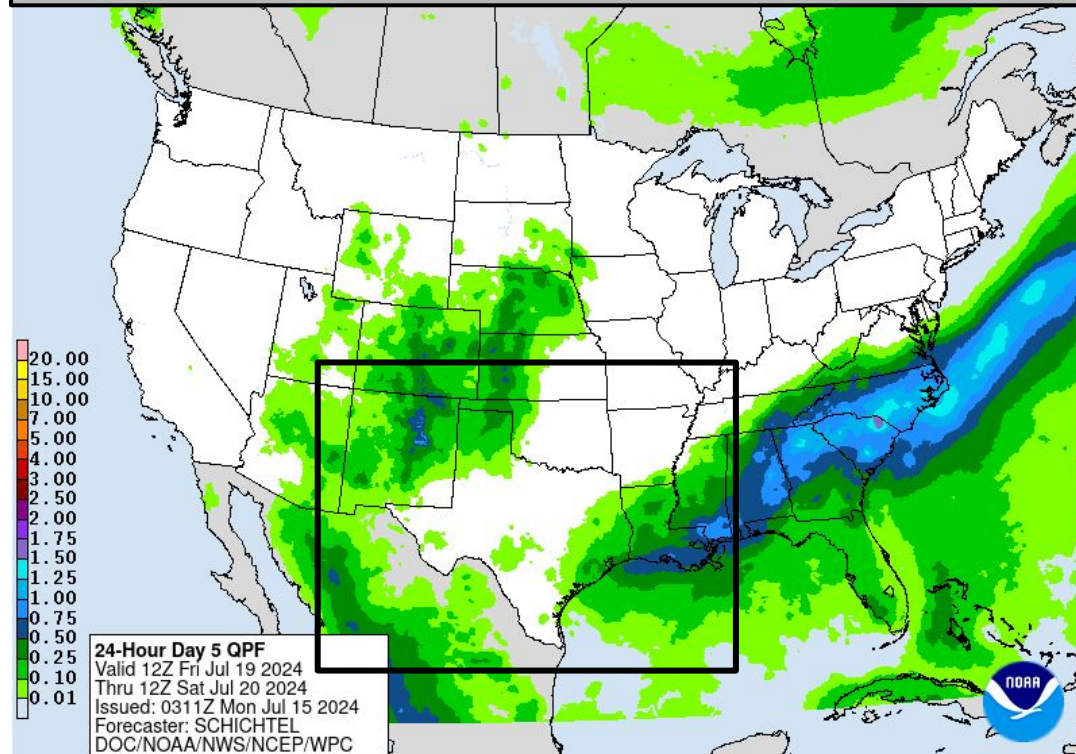 20.00
15.00
10.00
7.00
5.00
4.00
3.00
2.50
2.00
1.75
1.50
1.25
1.00
0.75
0.50
0.25
0.10
0.01
24-Hour Day 5 QPF
Valid 12Z Fri Jul 19 2024
Thru 12Z Sat Jul 20 2024
Issued: 0311Z Mon Jul 15 2024
Forecaster: SCHICHTEL
DOC/NOAA/NWS/NCEP/WPC
NOAA